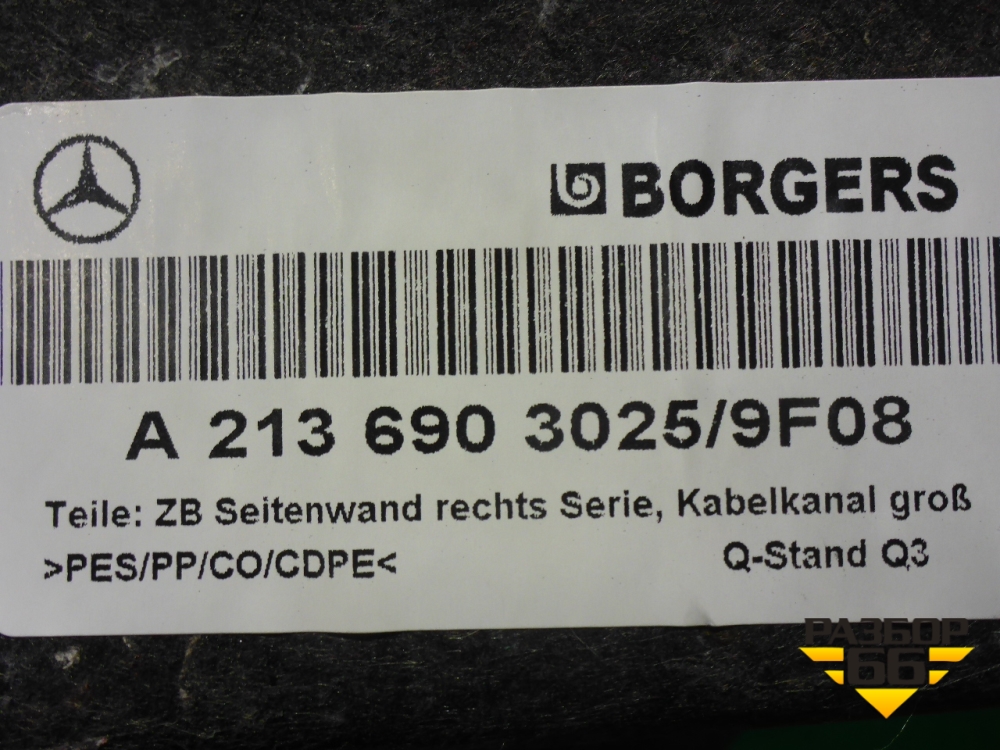 BORGERS
A 213 690 3025/9F08
Teile: ZB Seitenwand rechts Serie, Kabelkanal groß
>PES/PP/CO/CDPE<
Q-Stand Q3
РАЗБОР
66